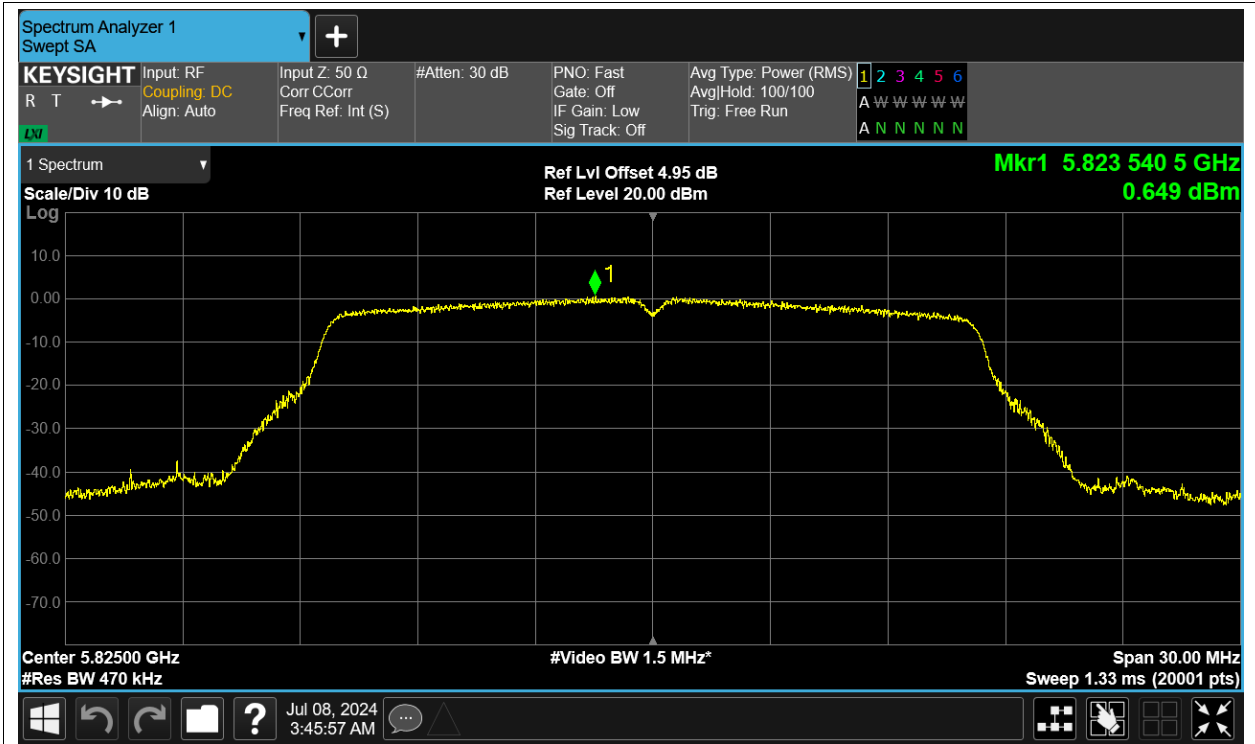 Spectrum Analyzer 1
Swept SA
KEYSIGHT
R T
LXI
Input: RF
Coupling: DC
Align: Auto
Input Z: 50 Ω
Corr CCorr
Freq Ref: Int (S)
#Atten: 30 dB
PNO: Fast
Gate: Off
IF Gain: Low
Sig Track: Off
Avg Type: Power (RMS)
Avg|Hold: 100/100
Trig: Free Run
1 2 3 4 5 6
A W W W W W
A N N N N N
1 Spectrum
Scale/Div 10 dB
Ref Lvl Offset 4.95 dB
Ref Level 20.00 dBm
Mkr1 5.823 540 5 GHz
0.649 dBm
Log
10.0
0.00
-10.0
-20.0
-30.0
-40.0
-50.0
-60.0
-70.0
1
Center 5.82500 GHz
#Res BW 470 kHz
#Video BW 1.5 MHz*
Span 30.00 MHz
Sweep 1.33 ms (20001 pts)
?
Jul 08, 2024
3:45:57 AM